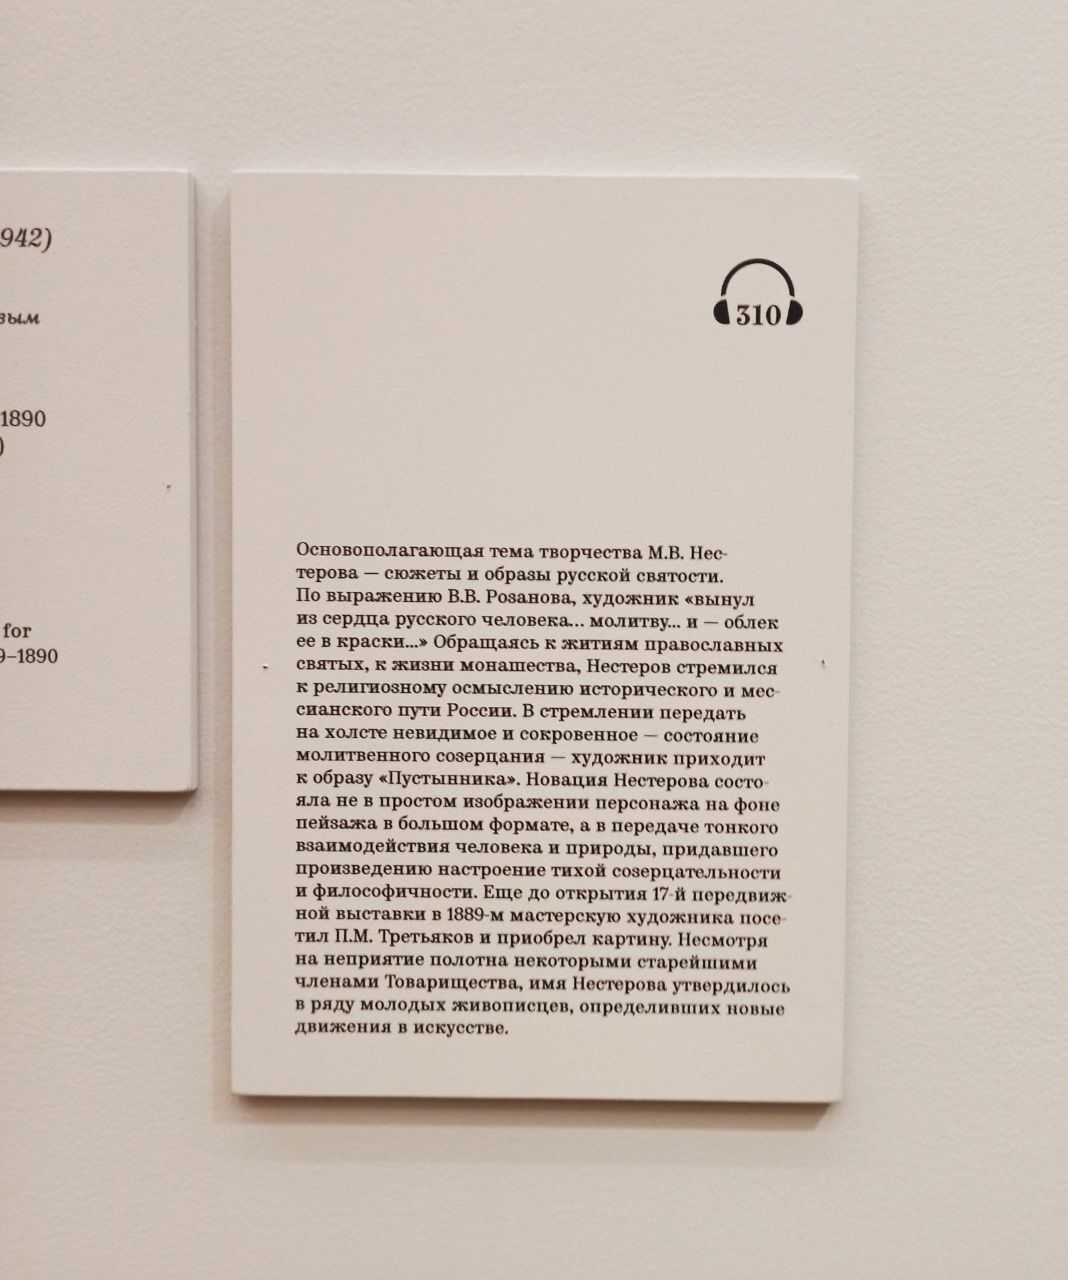 942)
вым
1890
)
for
9–1890
310
Основополагающая тема творчества М.В. Нес-
терова — сюжеты и образы русской святости.
По выражению В.В. Розанова, художник «вынул
из сердца русского человека... молитву... и — облек
ее в краски...» Обращаясь к житиям православных
святых, к жизни монашества, Нестеров стремился
к религиозному осмыслению исторического и мес-
сианского пути России. В стремлении передать
на холсте невидимое и сокровенное — состояние
молитвенного созерцания — художник приходит
к образу «Пустынника». Новация Нестерова состо-
яла не в простом изображении персонажа на фоне
пейзажа в большом формате, а в передаче тонкого
взаимодействия человека и природы, придавшего
произведению настроение тихой созерцательности
и философичности. Еще до открытия 17-й передвиж-
ной выставки в 1889-м мастерскую художника посе-
тил П.М. Третьяков и приобрел картину. Несмотря
на неприятие полотна некоторыми старейшими
членами Товарищества, имя Нестерова утвердилось
в ряду молодых живописцев, определивших новые
движения в искусстве.